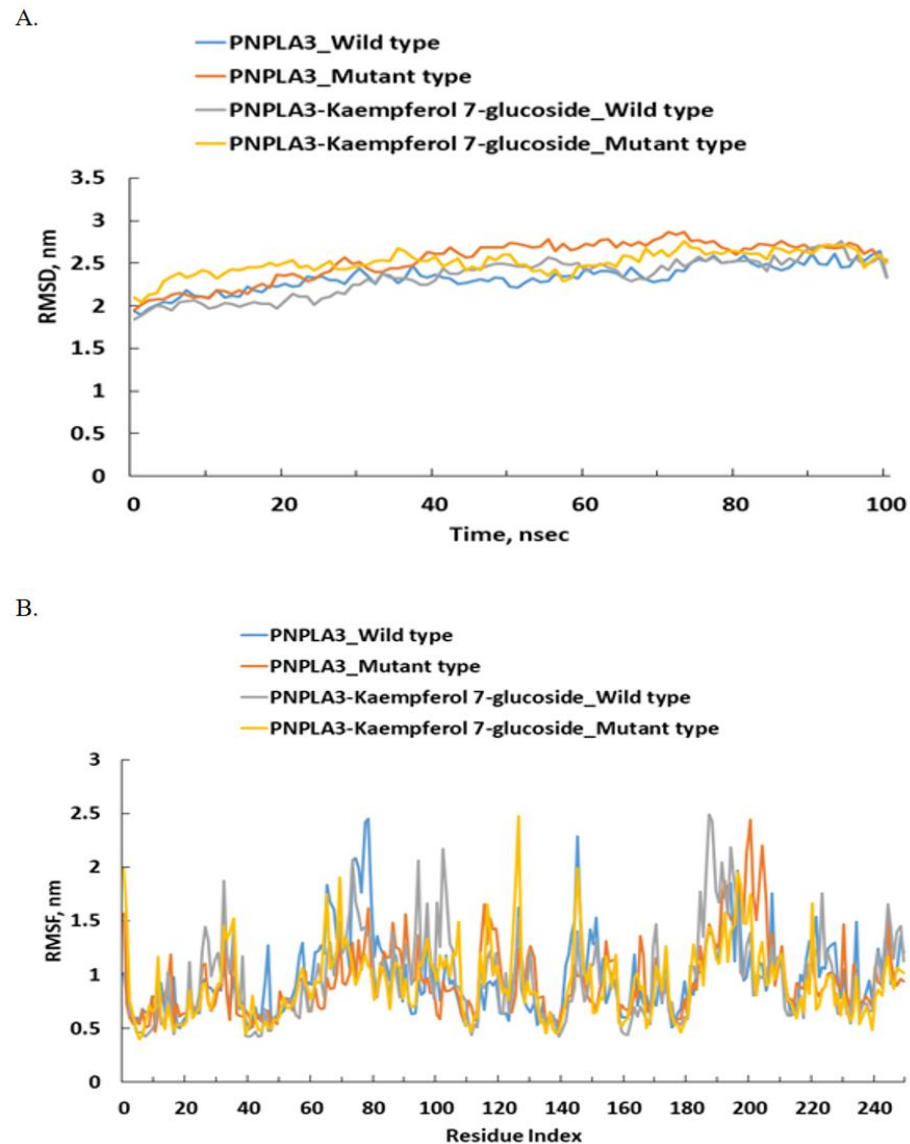 A.
PNPLA3_Wild type
PNPLA3_Mutant type
PNPLA3-Kaempferol 7-glucoside_Wild type
PNPLA3-Kaempferol 7-glucoside_Mutant type
3.5
3
2.5
2
1.5
1
0.5
0
RMSD, nm
0 20 40 60 80 100
Time, nsec
B.
PNPLA3_Wild type
PNPLA3_Mutant type
PNPLA3-Kaempferol 7-glucoside_Wild type
PNPLA3-Kaempferol 7-glucoside_Mutant type
3
2.5
2
1.5
1
0.5
0
RMSF, nm
0 20 40 60 80 100 120 140 160 180 200 220 240
Residue Index